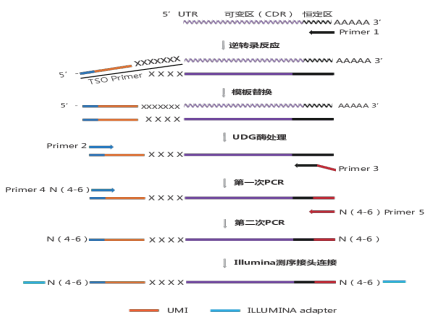 5' UTR 可变区（CDR） 恒定区
AAAAA 3'
Primer 1
逆转录反应
XXXXXXX AAAAA 3'
5' - TSO Primer XXXX
模板替换
5' - XXXXXXX AAAAA 3'
XXXX
UDG酶处理
Primer 2
XXXX
Primer 3
第一次PCR
Primer 4 N（4-6）
XXXX
N（4-6）Primer 5
第二次PCR
N（4-6） XXXX N（4-6）
Illumina测序接头连接
N（4-6） XXXX N（4-6）
UMI ILLUMINA adapter